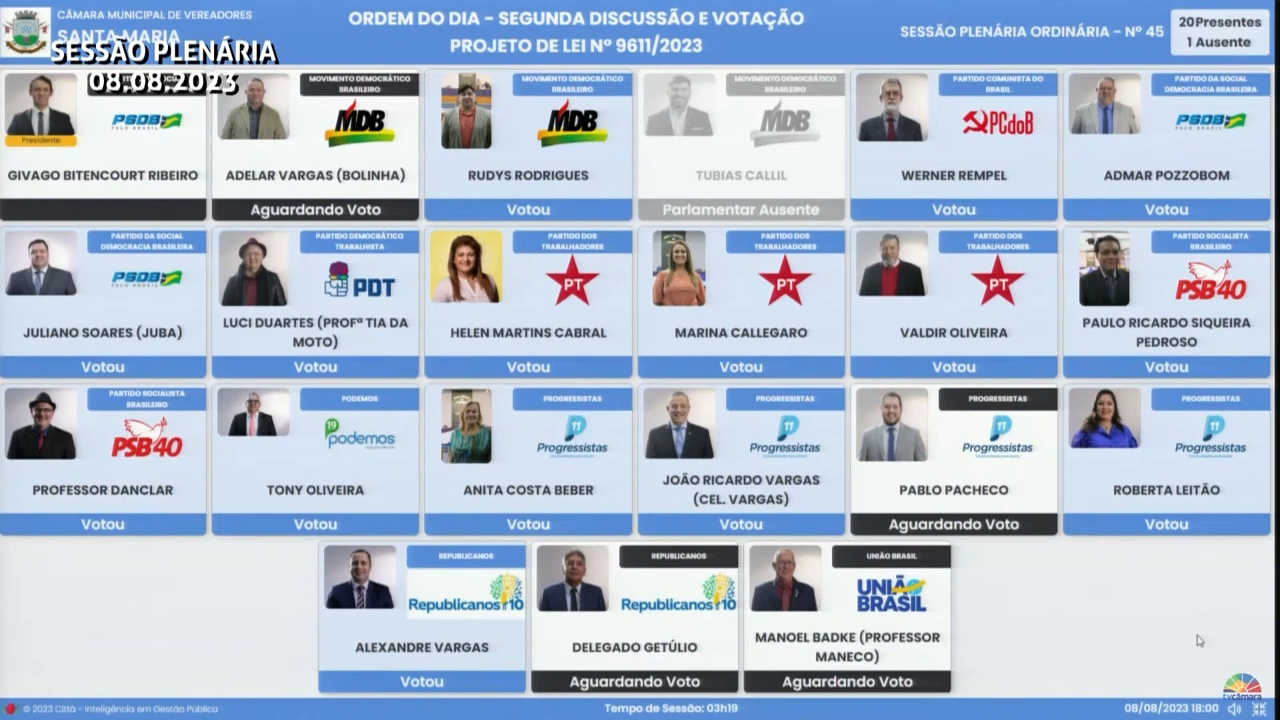 CÂMARA MUNICIPAL DE VEREADORES
SANTA MARIA
SESSÃO PLENÁRIA
08.08.2023
ORDEM DO DIA - SEGUNDA DISCUSSÃO E VOTAÇÃO
PROJETO DE LEI Nº 9611/2023
SESSÃO PLENÁRIA ORDINÁRIA - Nº 45
20 Presentes
1 Ausente
Presidente
PSDB
GIVAGO BITENCOURT RIBEIRO
MOVIMENTO DEMOCRÁTICO
BRASILEIRO
MDB
ADELAR VARGAS (BOLINHA)
Aguardando Voto
MOVIMENTO DEMOCRÁTICO
BRASILEIRO
MDB
RUDYS RODRIGUES
Votou
MOVIMENTO DEMOCRÁTICO
BRASILEIRO
MDB
TUBIAS CALLIL
Parlamentar Ausente
PARTIDO COMUNISTA DO
BRASIL
PCdoB
WERNER REMPEL
Votou
PARTIDO DA SOCIAL
DEMOCRACIA BRASILEIRA
PSDB
ADMAR POZZOBOM
Votou
PARTIDO DA SOCIAL
DEMOCRACIA BRASILEIRA
PSDB
JULIANO SOARES (JUBA)
Votou
PARTIDO DEMOCRÁTICO
TRABALHISTA
PDT
LUCI DUARTES (PROFª TIA DA
MOTO)
Votou
PARTIDO DOS
TRABALHADORES
PT
HELEN MARTINS CABRAL
Votou
PARTIDO DOS
TRABALHADORES
PT
MARINA CALLEGARO
Votou
PARTIDO DOS
TRABALHADORES
PT
VALDIR OLIVEIRA
Votou
PARTIDO SOCIALISTA
BRASILEIRO
PSB40
PAULO RICARDO SIQUEIRA
PEDROSO
Votou
PARTIDO SOCIALISTA
BRASILEIRO
PSB40
PROFESSOR DANCLAR
Votou
PODEMOS
19
podemos
TONY OLIVEIRA
Votou
PROGRESSISTAS
11
Progressistas
ANITA COSTA BEBER
Votou
PROGRESSISTAS
11
Progressistas
JOÃO RICARDO VARGAS
(CEL. VARGAS)
Votou
PROGRESSISTAS
11
Progressistas
PABLO PACHECO
Aguardando Voto
PROGRESSISTAS
11
Progressistas
ROBERTA LEITÃO
Votou
REPUBLICANOS
Republicanos 10
ALEXANDRE VARGAS
Votou
REPUBLICANOS
Republicanos 10
DELEGADO GETÚLIO
Aguardando Voto
UNIÃO BRASIL
UNIÃO
BRASIL
MANOEL BADKE (PROFESSOR
MANECO)
Aguardando Voto
tvcâmara
© 2023 Città - Inteligência em Gestão Pública
Tempo de Sessão: 03h19
08/08/2023 18:00